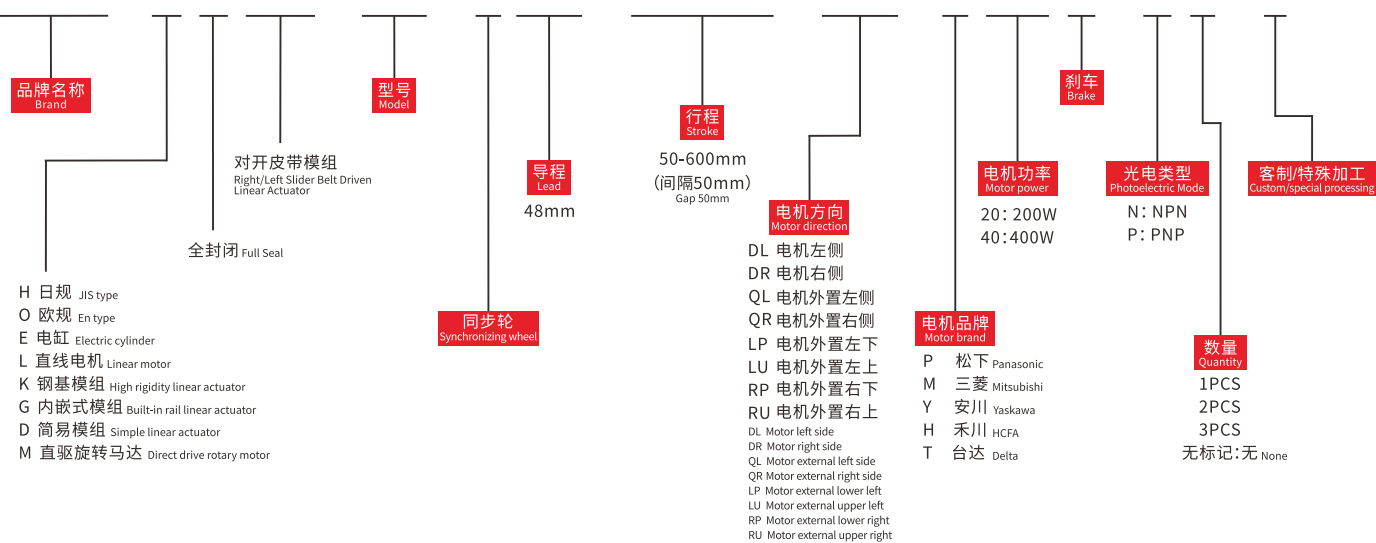 品牌名称
Brand
H 日规 JIS type
O 欧规 En type
E 电缸 Electric cylinder
L 直线电机 Linear motor
K 钢基模组 High rigidity linear actuator
G 内嵌式模组 Built-in rail linear actuator
D 简易模组 Simple linear actuator
M 直驱旋转马达 Direct drive rotary motor
全封闭 Full Seal
对开皮带模组
Right/Left Slider Belt Driven
Linear Actuator
型号
Model
同步轮
Synchronizing wheel
导程
Lead
48mm
行程
Stroke
50-600mm
（间隔50mm）
Gap 50mm
电机方向
Motor direction
DL 电机左侧
DR 电机右侧
QL 电机外置左侧
QR 电机外置右侧
LP 电机外置左下
LU 电机外置左上
RP 电机外置右下
RU 电机外置右上
DL Motor left side
DR Motor right side
QL Motor external left side
QR Motor external right side
LP Motor external lower left
LU Motor external upper left
RP Motor external lower right
RU Motor external upper right
电机品牌
Motor brand
P 松下 Panasonic
M 三菱 Mitsubishi
Y 安川 Yaskawa
H 禾川 HCFA
T 台达 Delta
电机功率
Motor power
20：200W
40：400W
刹车
Brake
光电类型
Photoelectric Mode
N：NPN
P：PNP
数量
Quantity
1PCS
2PCS
3PCS
无标记：无 None
客制/特殊加工
Custom/special processing